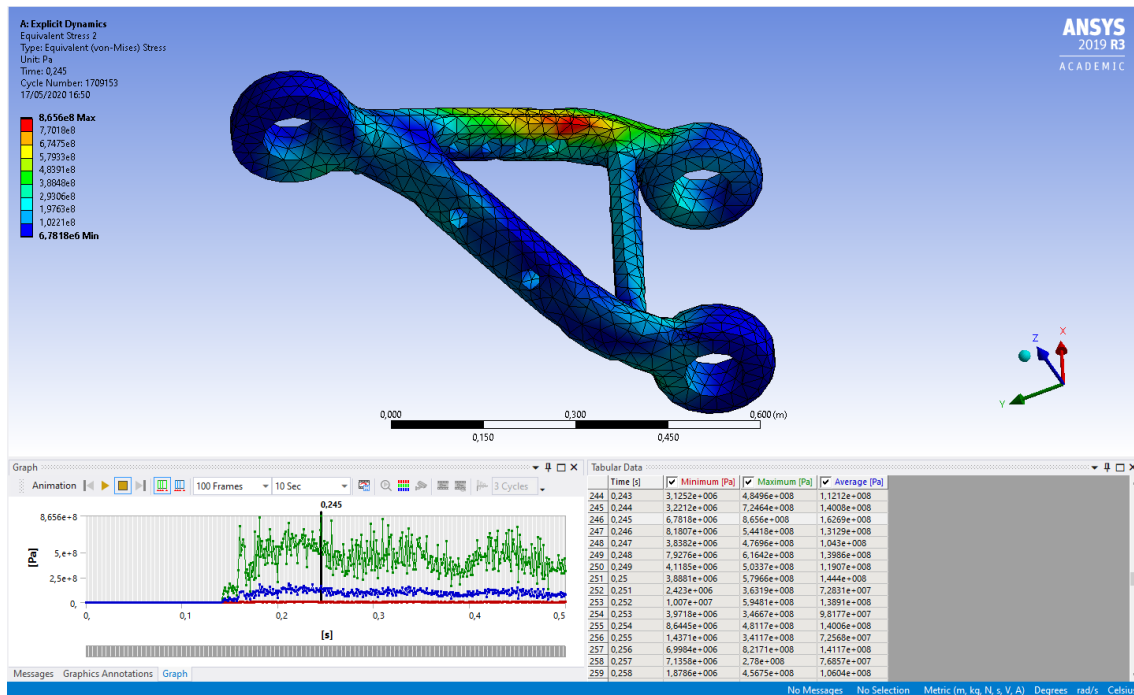 A: Explicit Dynamics
Equivalent Stress 2
Type: Equivalent (von-Mises) Stress
Unit: Pa
Time: 0,245
Cycle Number: 1709153
17/05/2020 16:50
8,656e8 Max
7,7018e8
6,7475e8
5,7933e8
4,8391e8
3,8848e8
2,9306e8
1,9763e8
1,0221e8
6,7818e6 Min
ANSYS
2019 R3
ACADEMIC
X
Z
Y
0,000 0,300 0,600 (m)
0,150 0,450
Graph
Animation 100 Frames 10 Sec 3 Cycles
0,245
8,656e+8
5,e+8
2,5e+8
0,
[Pa]
0, 0,1 0,2 0,3 0,4 0,5
[s]
Messages Graphics Annotations Graph
Tabular Data
Time [s] Minimum [Pa] Maximum [Pa] Average [Pa]
244 0,243 3,1252e+006 4,8496e+008 1,1212e+008
245 0,244 3,2212e+006 7,2464e+008 1,4008e+008
246 0,245 6,7818e+006 8,656e+008 1,6269e+008
247 0,246 8,1807e+006 5,4418e+008 1,3129e+008
248 0,247 3,8382e+006 4,7696e+008 1,043e+008
249 0,248 7,9276e+006 6,1642e+008 1,3986e+008
250 0,249 4,1185e+006 5,0337e+008 1,1907e+008
251 0,25 3,8881e+006 5,7966e+008 1,444e+008
252 0,251 2,423e+006 3,6319e+008 7,2831e+007
253 0,252 1,007e+007 5,9481e+008 1,3891e+008
254 0,253 3,9718e+006 3,4667e+008 9,8177e+007
255 0,254 8,6445e+006 4,8117e+008 1,4006e+008
256 0,255 1,4371e+006 3,4117e+008 7,2568e+007
257 0,256 6,9984e+006 8,2171e+008 1,4117e+008
258 0,257 7,1358e+006 2,78e+008 7,6857e+007
259 0,258 1,8786e+006 4,5675e+008 1,0604e+008
No Messages No Selection Metric (m, kg, N, s, V, A) Degrees rad/s Celsiu